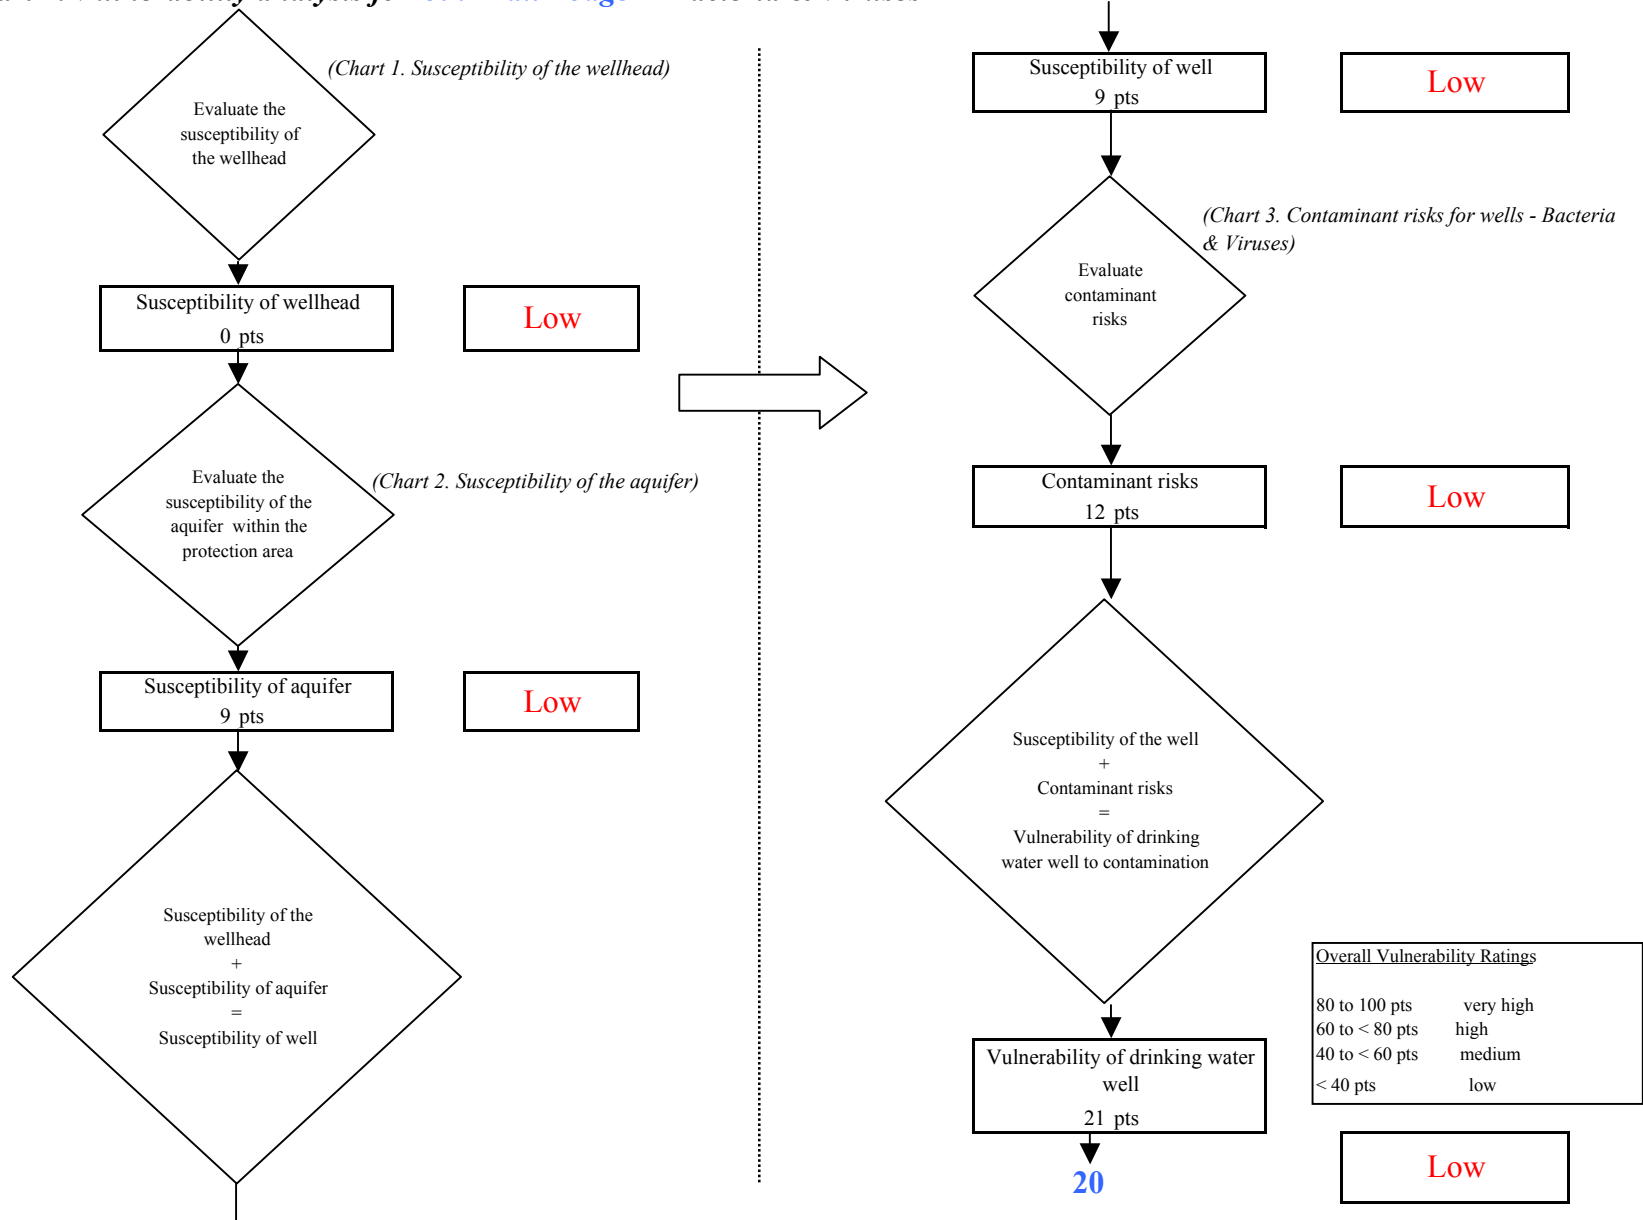 (Chart 1. Susceptibility of the wellhead)
Evaluate the
susceptibility of
the wellhead
Susceptibility of wellhead
0 pts
Low
Evaluate the
susceptibility of the
aquifer within the
protection area
(Chart 2. Susceptibility of the aquifer)
Susceptibility of aquifer
9 pts
Low
Susceptibility of the
wellhead
+
Susceptibility of aquifer
=
Susceptibility of well
Susceptibility of well
9 pts
Low
(Chart 3. Contaminant risks for wells - Bacteria
& Viruses)
Evaluate
contaminant
risks
Contaminant risks
12 pts
Low
Susceptibility of the well
+
Contaminant risks
=
Vulnerability of drinking
water well to contamination
Overall Vulnerability Ratings
80 to 100 pts very high
60 to < 80 pts high
40 to < 60 pts medium
< 40 pts low
Vulnerability of drinking water
well
21 pts
20
Low